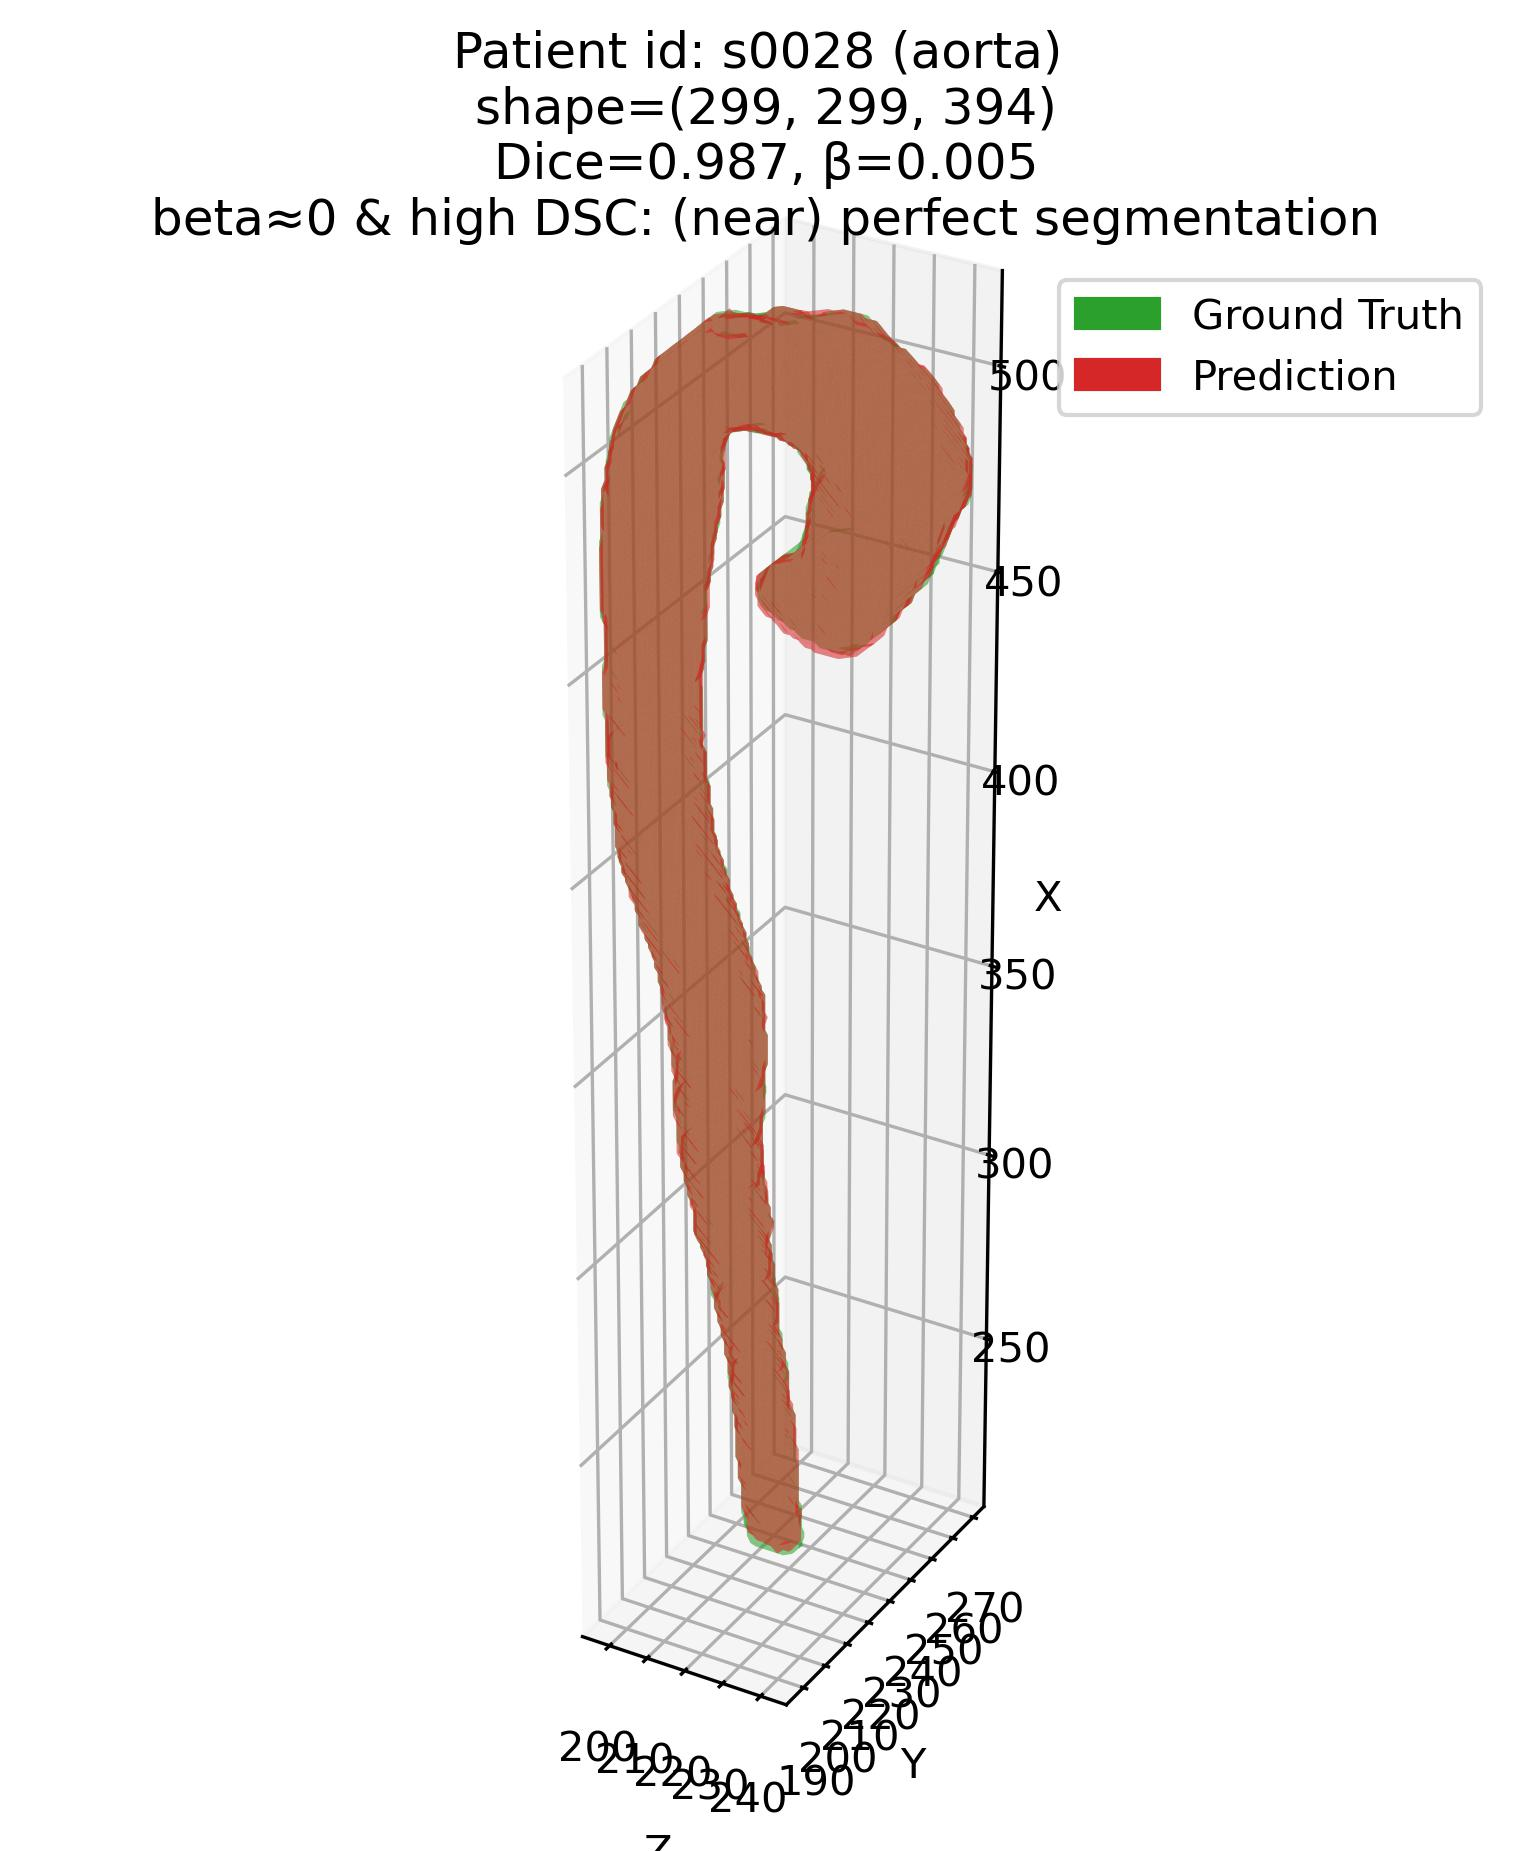 Patient id: s0028 (aorta)
shape=(299, 299, 394)
Dice=0.987, β=0.005
beta≈0 & high DSC: (near) perfect segmentation
Ground Truth
Prediction
500
450
400
X
350
300
250
270
260
250
240
230
220
210
200
190
Y
200
210
220
230
240
Z